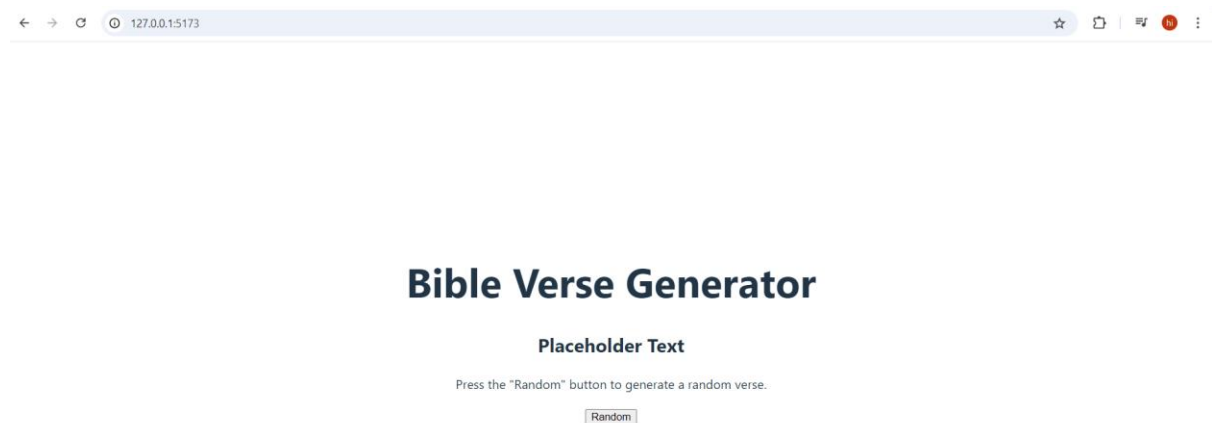 127.0.0.1:5173
hi
Bible Verse Generator
Placeholder Text
Press the "Random" button to generate a random verse.
Random